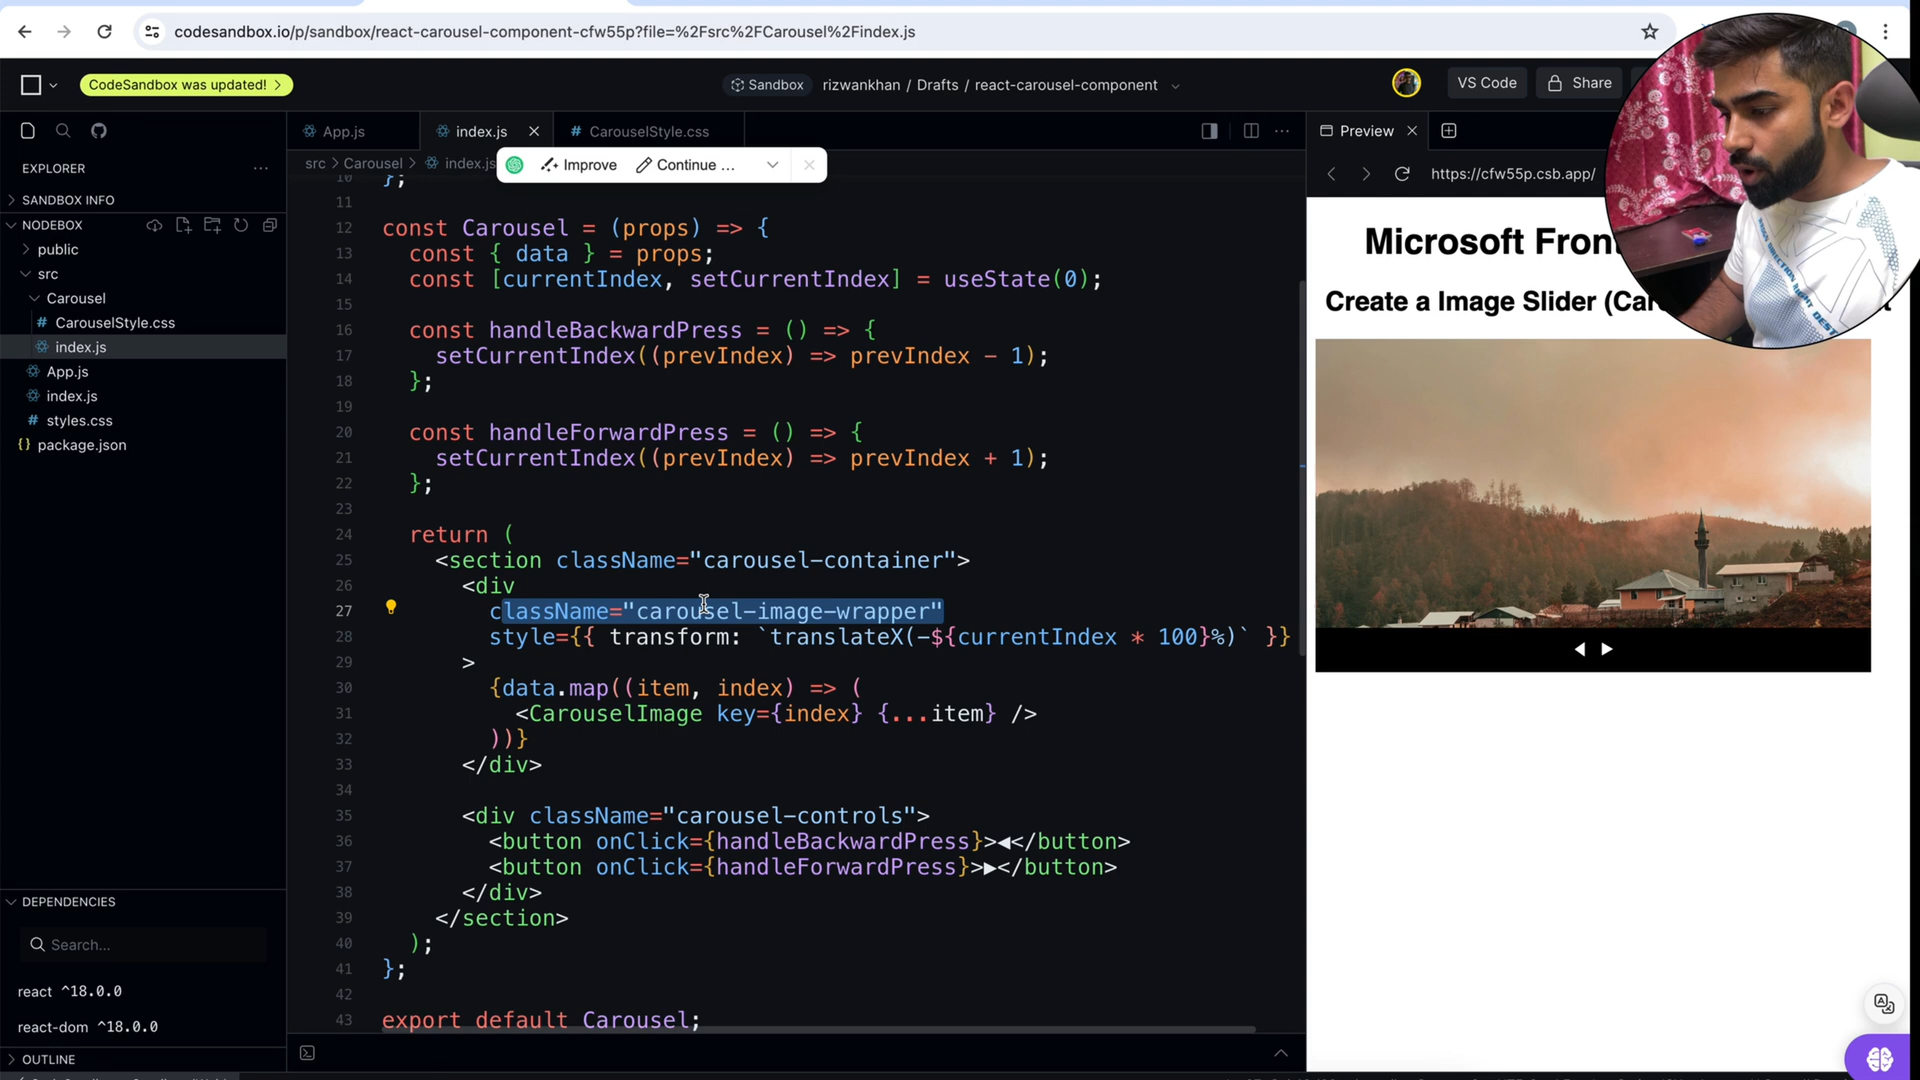 codesandbox.io/p/sandbox/react-carousel-component-cfw55p?file=%2Fsrc%2FCarousel%2Findex.js
CodeSandbox was updated! >
Sandbox rizwankhan / Drafts / react-carousel-component
VS Code
Share
App.js
index.js
# CarouselStyle.css
Preview
EXPLORER
src > Carousel > index.js
Improve
Continue ...
https://cfw55p.csb.app/
SANDBOX INFO
NODEBOX
public
src
Carousel
# CarouselStyle.css
index.js
App.js
index.js
# styles.css
{} package.json
DEPENDENCIES
Search...
react ^18.0.0
react-dom ^18.0.0
OUTLINE
10 };
11
12 const Carousel = (props) => {
13 const { data } = props;
14 const [currentIndex, setCurrentIndex] = useState(0);
15
16 const handleBackwardPress = () => {
17 setCurrentIndex((prevIndex) => prevIndex - 1);
18 };
19
20 const handleForwardPress = () => {
21 setCurrentIndex((prevIndex) => prevIndex + 1);
22 };
23
24 return (
25 <section className="carousel-container">
26 <div
27 className="carousel-image-wrapper"
28 style={{ transform: `translateX(-${currentIndex * 100}%)` }}
29 >
30 {data.map((item, index) => (
31 <CarouselImage key={index} {...item} />
32 ))}
33 </div>
34
35 <div className="carousel-controls">
36 <button onClick={handleBackwardPress}>◀</button>
37 <button onClick={handleForwardPress}>▶</button>
38 </div>
39 </section>
40 );
41 };
42
43 export default Carousel;
Microsoft Fron
Create a Image Slider (Ca